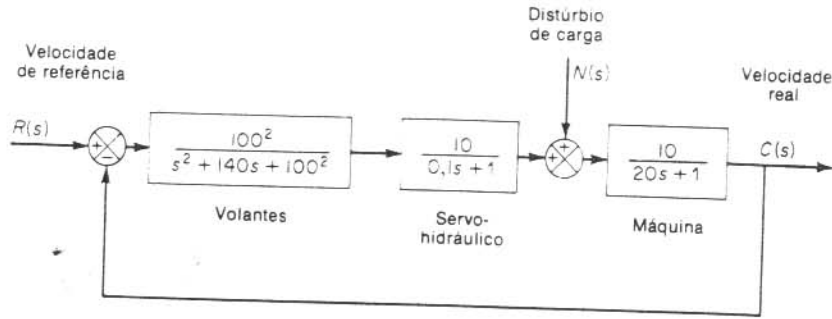 Distúrbio
de carga
Velocidade
de referência
N(s)
Velocidade
real
R(s)
+
−
100²
s² + 140s + 100²
10
0,1s + 1
+
+
10
20s + 1
C(s)
Volantes
Servo-
hidráulico
Máquina